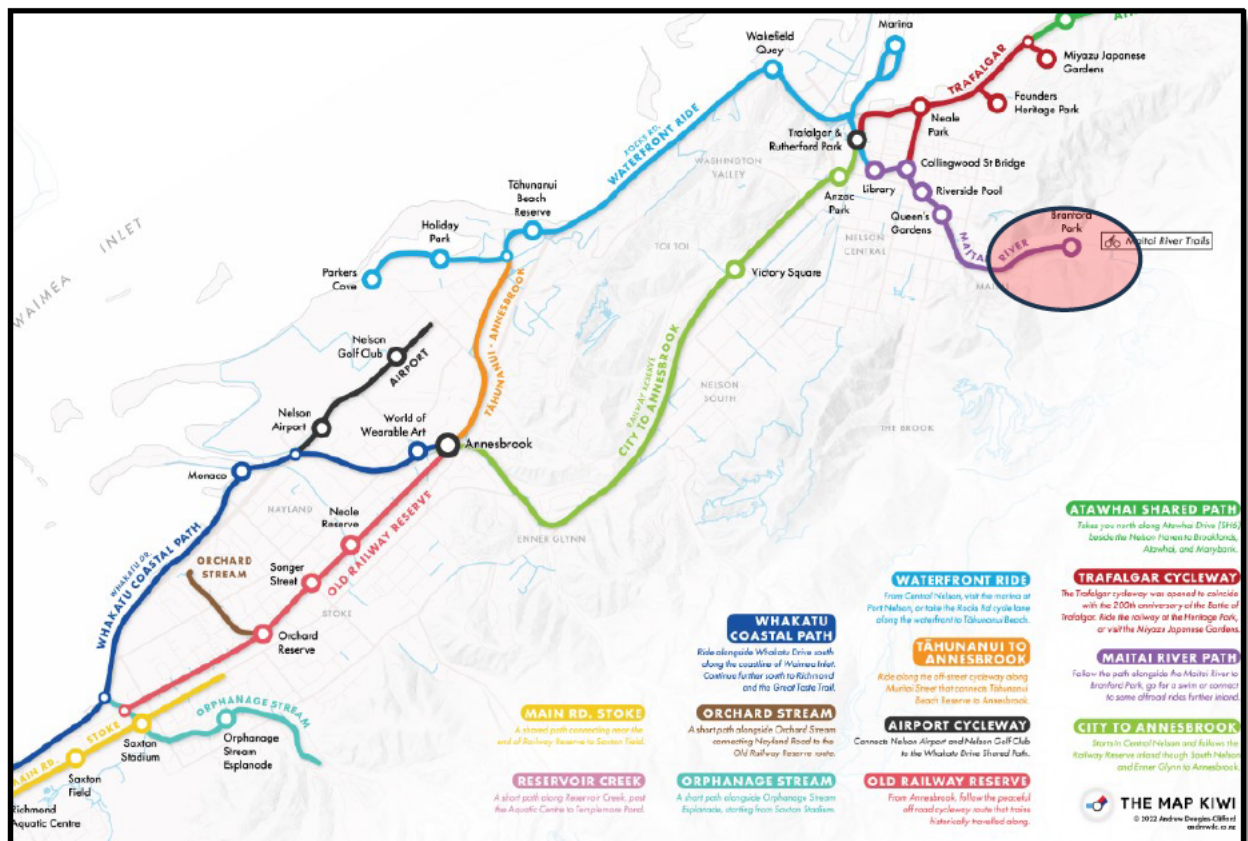 Marina
Wakefield
Quay
Miyazu Japanese
Gardens
TRAFALGAR
Founders
Heritage Park
Neale
Park
ROCKS RD.
WATERFRONT RIDE
Trafalgar &
Rutherford Park
WASHINGTON
VALLEY
Collingwood St Bridge
Library
Riverside Pool
Anzac
Park
Queen's
Gardens
Tāhunanui
Beach
Reserve
Holiday
Park
Parkers
Cove
WAIMEA INLET
TOI TOI
NELSON
CENTRAL
MAITAI RIVER
Branford
Park
Maitai River Trails
Victory Square
Nelson
Golf Club
AIRPORT
TĀHUNANUI - ANNESBROOK
RAILWAY RESERVE
CITY TO ANNESBROOK
NELSON
SOUTH
THE BROOK
Nelson
Airport
World of
Wearable Art
Annesbrook
Monaco
NAYLAND
Neale
Reserve
OLD RAILWAY RESERVE
ENNER GLYNN
WHAKATU DR.
WHAKATU COASTAL PATH
ORCHARD
STREAM
Songer
Street
STOKE
Orchard
Reserve
ORPHANAGE STREAM
MAIN RD. STOKE
Saxton
Stadium
Orphanage
Stream
Esplanade
Saxton
Field
Richmond
Aquatic Centre
ATAWHAI SHARED PATH
Takes you north along Atawhai Drive (SH6)
beside the Nelson Haven to Brooklands,
Atawhai, and Marybank.
WATERFRONT RIDE
From Central Nelson, visit the marina at
Port Nelson, or take the Rocks Rd cycle lane
along the waterfront to Tāhunanui Beach.
TRAFALGAR CYCLEWAY
The Trafalgar cycleway was opened to coincide
with the 200th anniversary of the Battle of
Trafalgar. Ride the railway at the Heritage Park,
or visit the Miyazu Japanese Gardens.
WHAKATU
COASTAL PATH
Ride alongside Whakatu Drive south
along the coastline of Waimea Inlet.
Continue further south to Richmond
and the Great Taste Trail.
TĀHUNANUI TO
ANNESBROOK
Ride along the off-street cycleway along
Muritai Street that connects Tāhunanui
Beach Reserve to Annesbrook.
MAITAI RIVER PATH
Follow the path alongside the Maitai River to
Branford Park, go for a swim or connect
to some offroad rides further inland.
MAIN RD. STOKE
A shared path connecting near the
end of Railway Reserve to Saxton Field.
ORCHARD STREAM
A short path alongside Orchard Stream
connecting Nayland Road to the
Old Railway Reserve route.
AIRPORT CYCLEWAY
Connects Nelson Airport and Nelson Golf Club
to the Whakatu Drive Shared Path.
CITY TO ANNESBROOK
Starts in Central Nelson and follows the
Railway Reserve inland though South Nelson
and Enner Glynn to Annesbrook.
RESERVOIR CREEK
A short path along Reservoir Creek, past
the Aquatic Centre to Templemore Pond.
ORPHANAGE STREAM
A short path alongside Orphanage Stream
Esplanade, starting from Saxton Stadium.
OLD RAILWAY RESERVE
From Annesbrook, follow the peaceful
off road cycleway route that trains
historically travelled along.
THE MAP KIWI
© 2022 Andrew Douglas-Clifford
andrewdc.co.nz